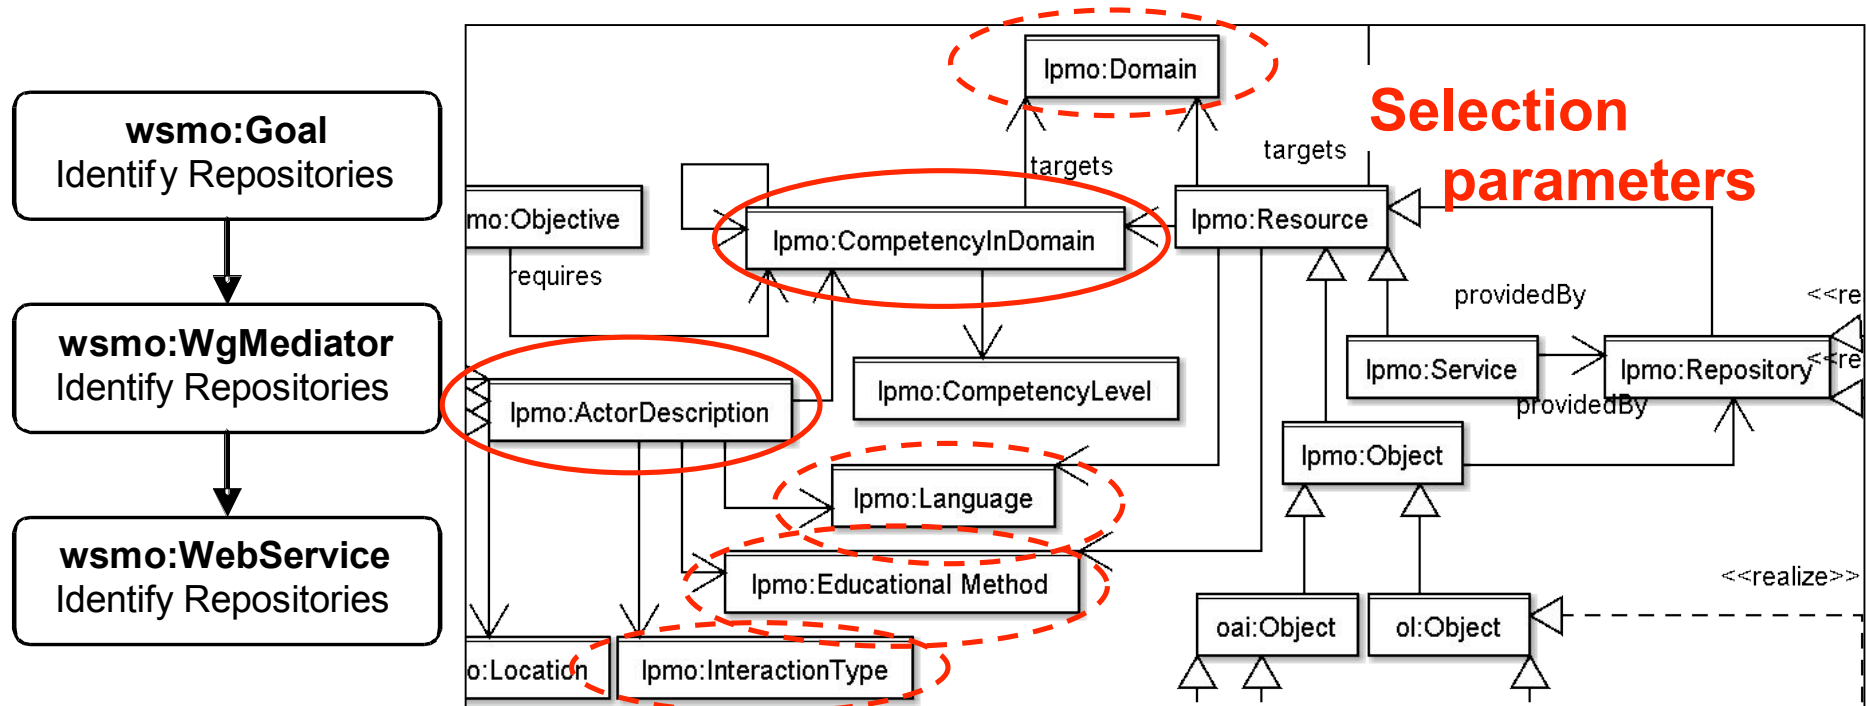 wsmo:Goal
Identify Repositories
wsmo:WgMediator
Identify Repositories
wsmo:WebService
Identify Repositories
lpmo:Domain
Selection
parameters
targets
targets
mo:Objective
lpmo:CompetencyInDomain
lpmo:Resource
requires
providedBy
<<re
lpmo:CompetencyLevel
lpmo:Service
lpmo:Repository
<<re
providedBy
lpmo:ActorDescription
lpmo:Object
lpmo:Language
lpmo:Educational Method
<<realize>>
oai:Object
ol:Object
o:Location
lpmo:InteractionType